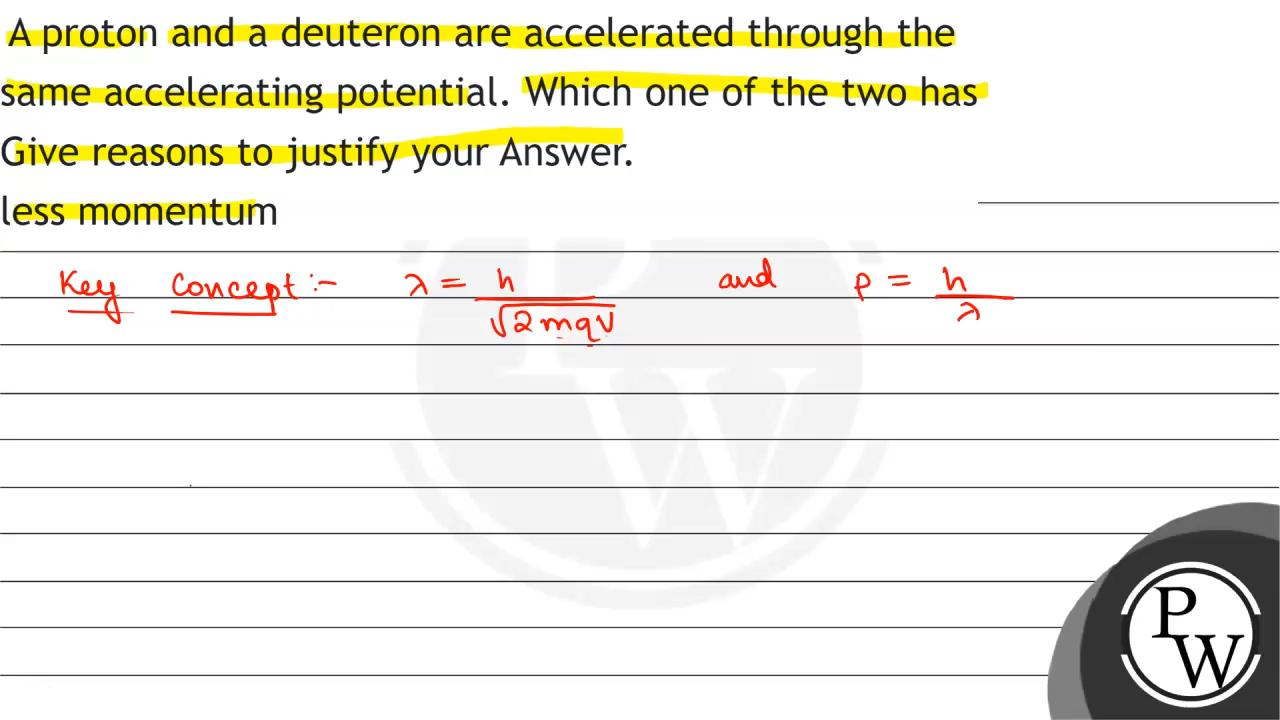 A proton and a deuteron are accelerated through the
same accelerating potential. Which one of the two has
Give reasons to justify your Answer.
less momentum
Key Concept :- λ = h / √2mqV and p = h / λ
P
W